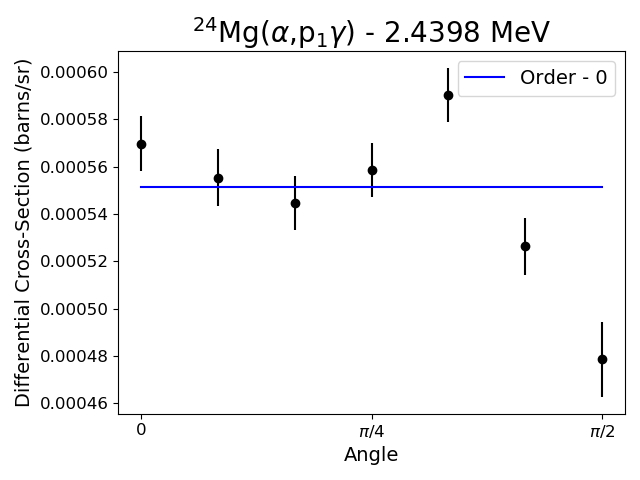 ²⁴Mg(α,p₁γ) - 2.4398 MeV
Order - 0
Differential Cross-Section (barns/sr)
0.00060
0.00058
0.00056
0.00054
0.00052
0.00050
0.00048
0.00046
0
π/4
π/2
Angle